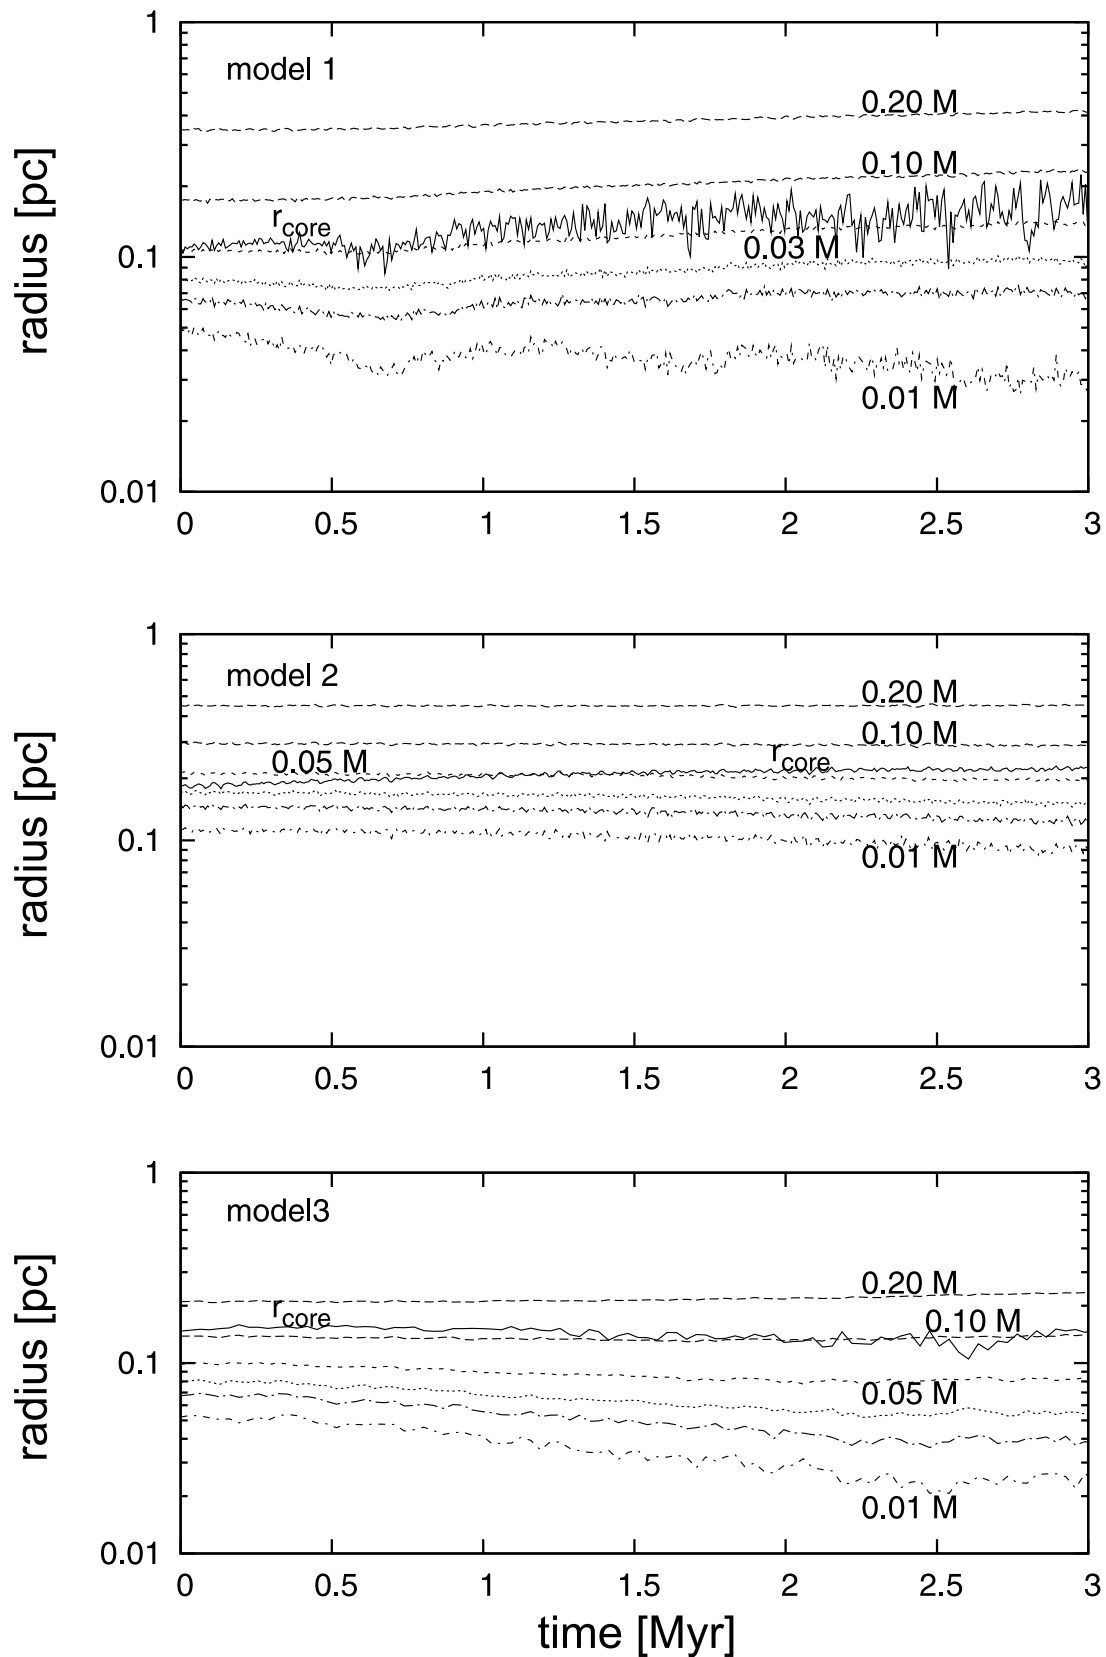 1
model 1
0.20 M
0.10 M
r_core
0.1
0.03 M
0.01 M
0.01
radius [pc]
0 0.5 1 1.5 2 2.5 3
1
model 2
0.20 M
0.10 M
0.05 M
r_core
0.1
0.01 M
0.01
radius [pc]
0 0.5 1 1.5 2 2.5 3
1
model3
0.20 M
r_core
0.10 M
0.1
0.05 M
0.01 M
0.01
radius [pc]
0 0.5 1 1.5 2 2.5 3
time [Myr]